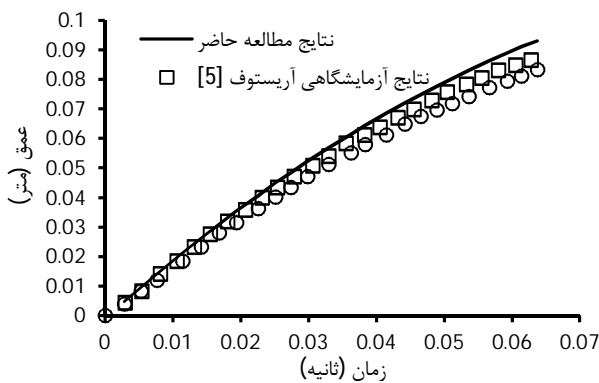 0.1
0.09
0.08
0.07
0.06
0.05
0.04
0.03
0.02
0.01
0
عمق (متر)
نتایج مطالعه حاضر
نتایج آزمایشگاهی آریستوف [5]
0 0.01 0.02 0.03 0.04 0.05 0.06 0.07
زمان (ثانیه)